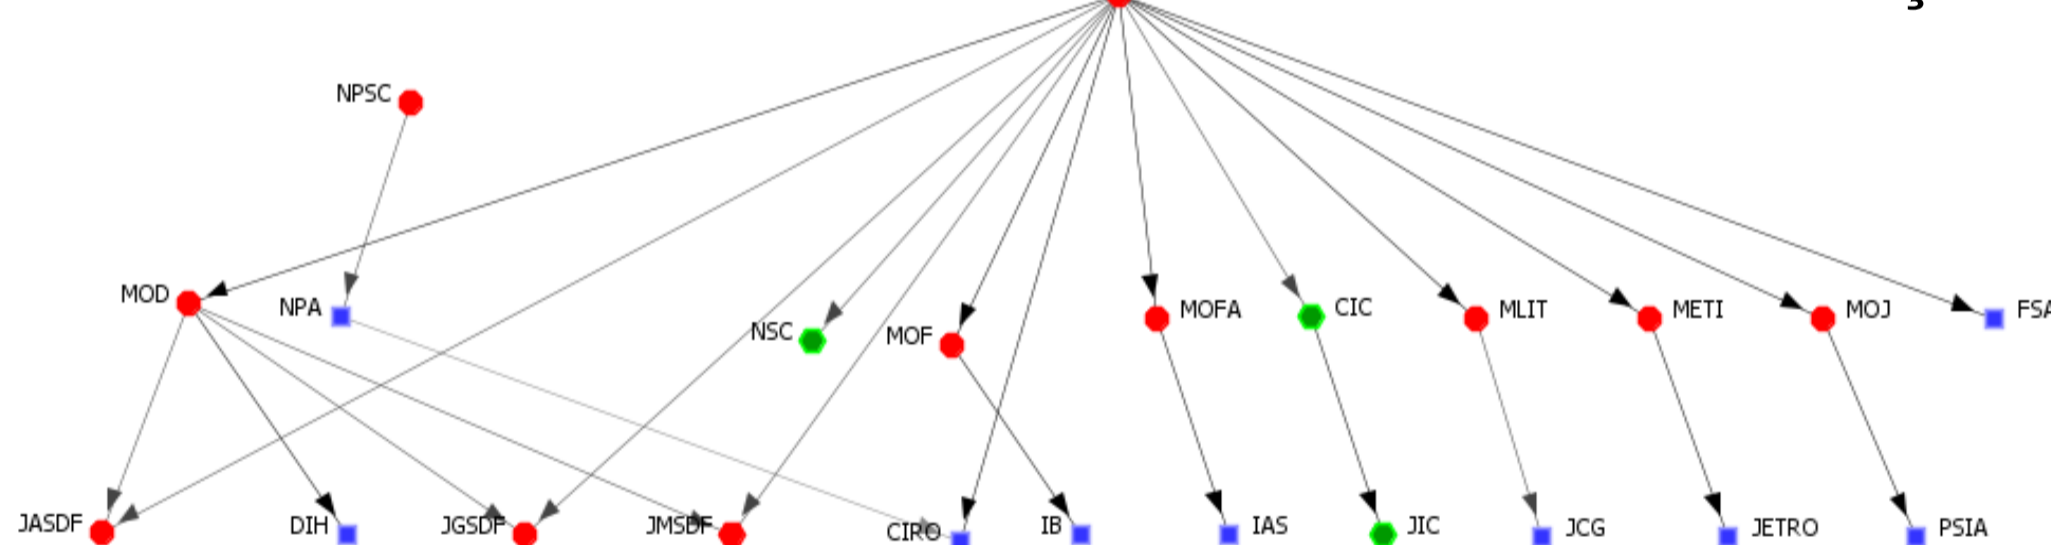 NPSC
MOD
NPA
NSC
MOF
MOFA
CIC
MLIT
METI
MOJ
JASDF
DIH
JGSDF
JMSDF
CIRO
IB
IAS
JIC
JCG
JETRO
PSIA